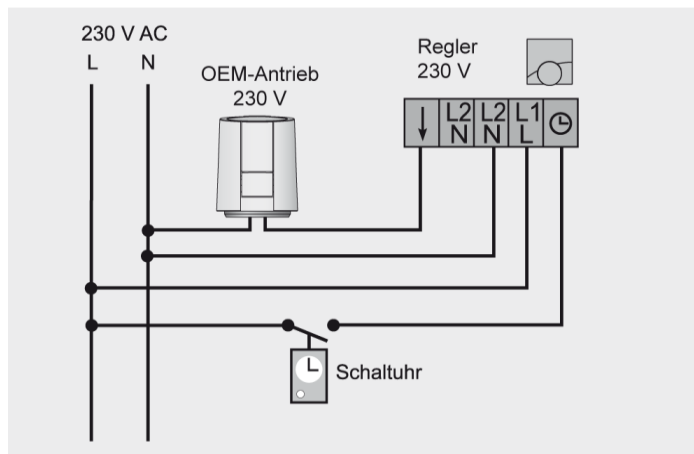 230 V AC
L N
OEM-Antrieb
230 V
Regler
230 V
L2 L2 L1
N N L
Schaltuhr